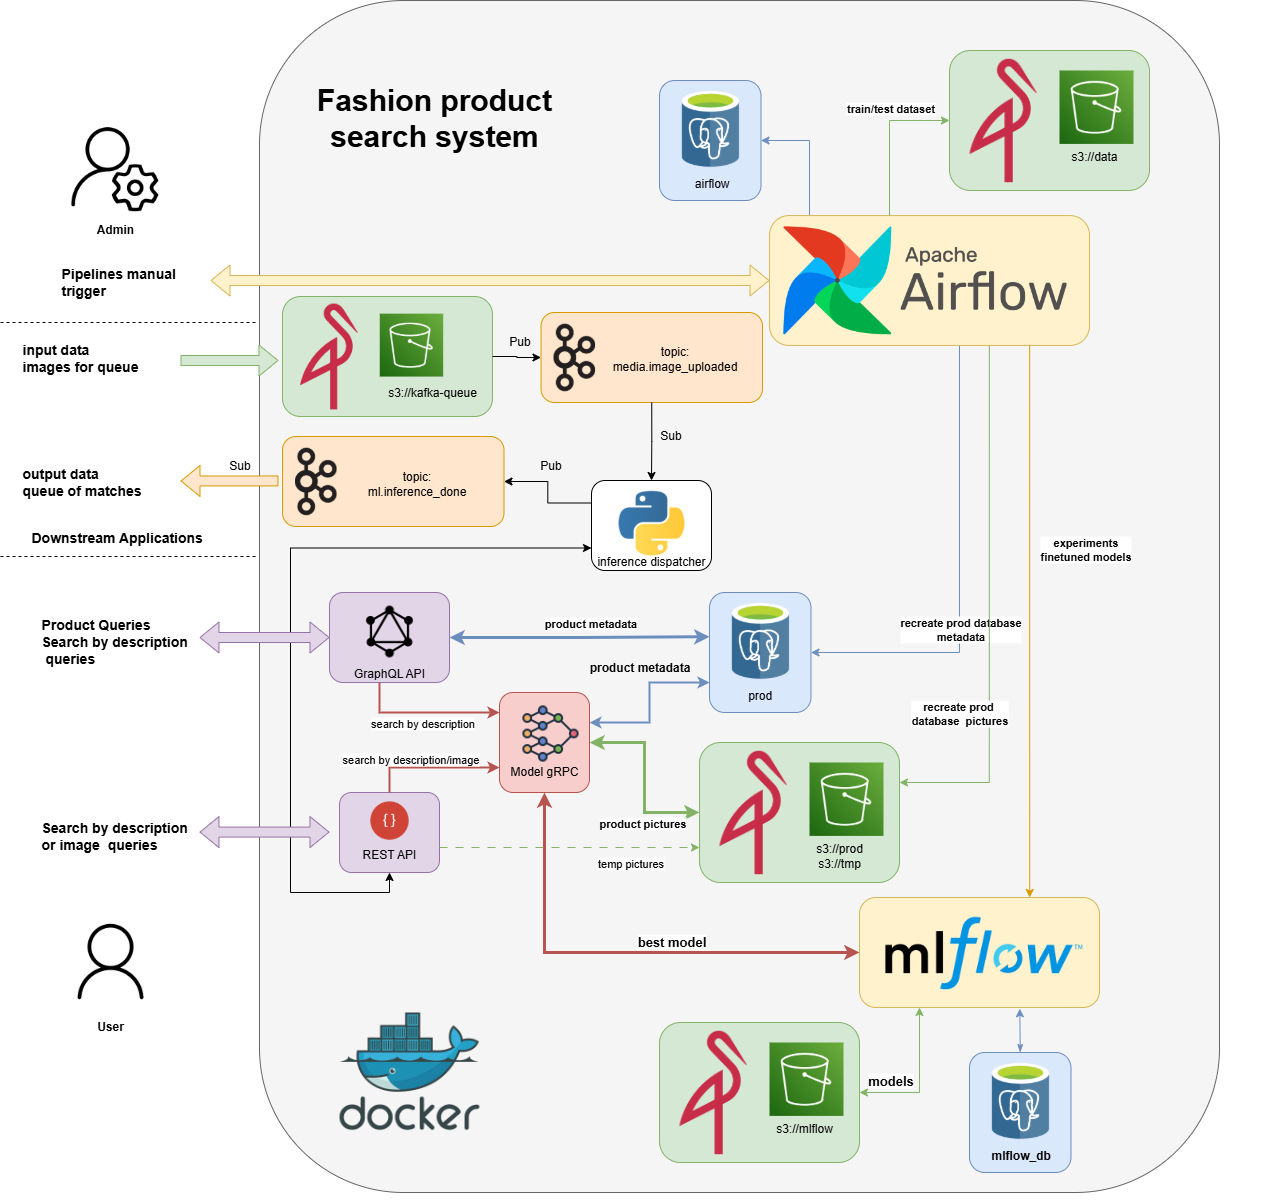 Fashion product
search system
airflow
train/test dataset
s3://data
Admin
Pipelines manual
trigger
Apache
Airflow
input data
images for queue
s3://kafka-queue
Pub
topic:
media.image_uploaded
Sub
output data
queue of matches
Sub
topic:
ml.inference_done
Pub
inference dispatcher
Downstream Applications
experiments
finetuned models
Product Queries
Search by description
queries
GraphQL API
product metadata
product metadata
prod
recreate prod database
metadata
search by description
recreate prod
database pictures
search by description/image
Model gRPC
Search by description
or image queries
{}
REST API
product pictures
temp pictures
s3://prod
s3://tmp
best model
mlflow™
User
docker
models
s3://mlflow
mlflow_db